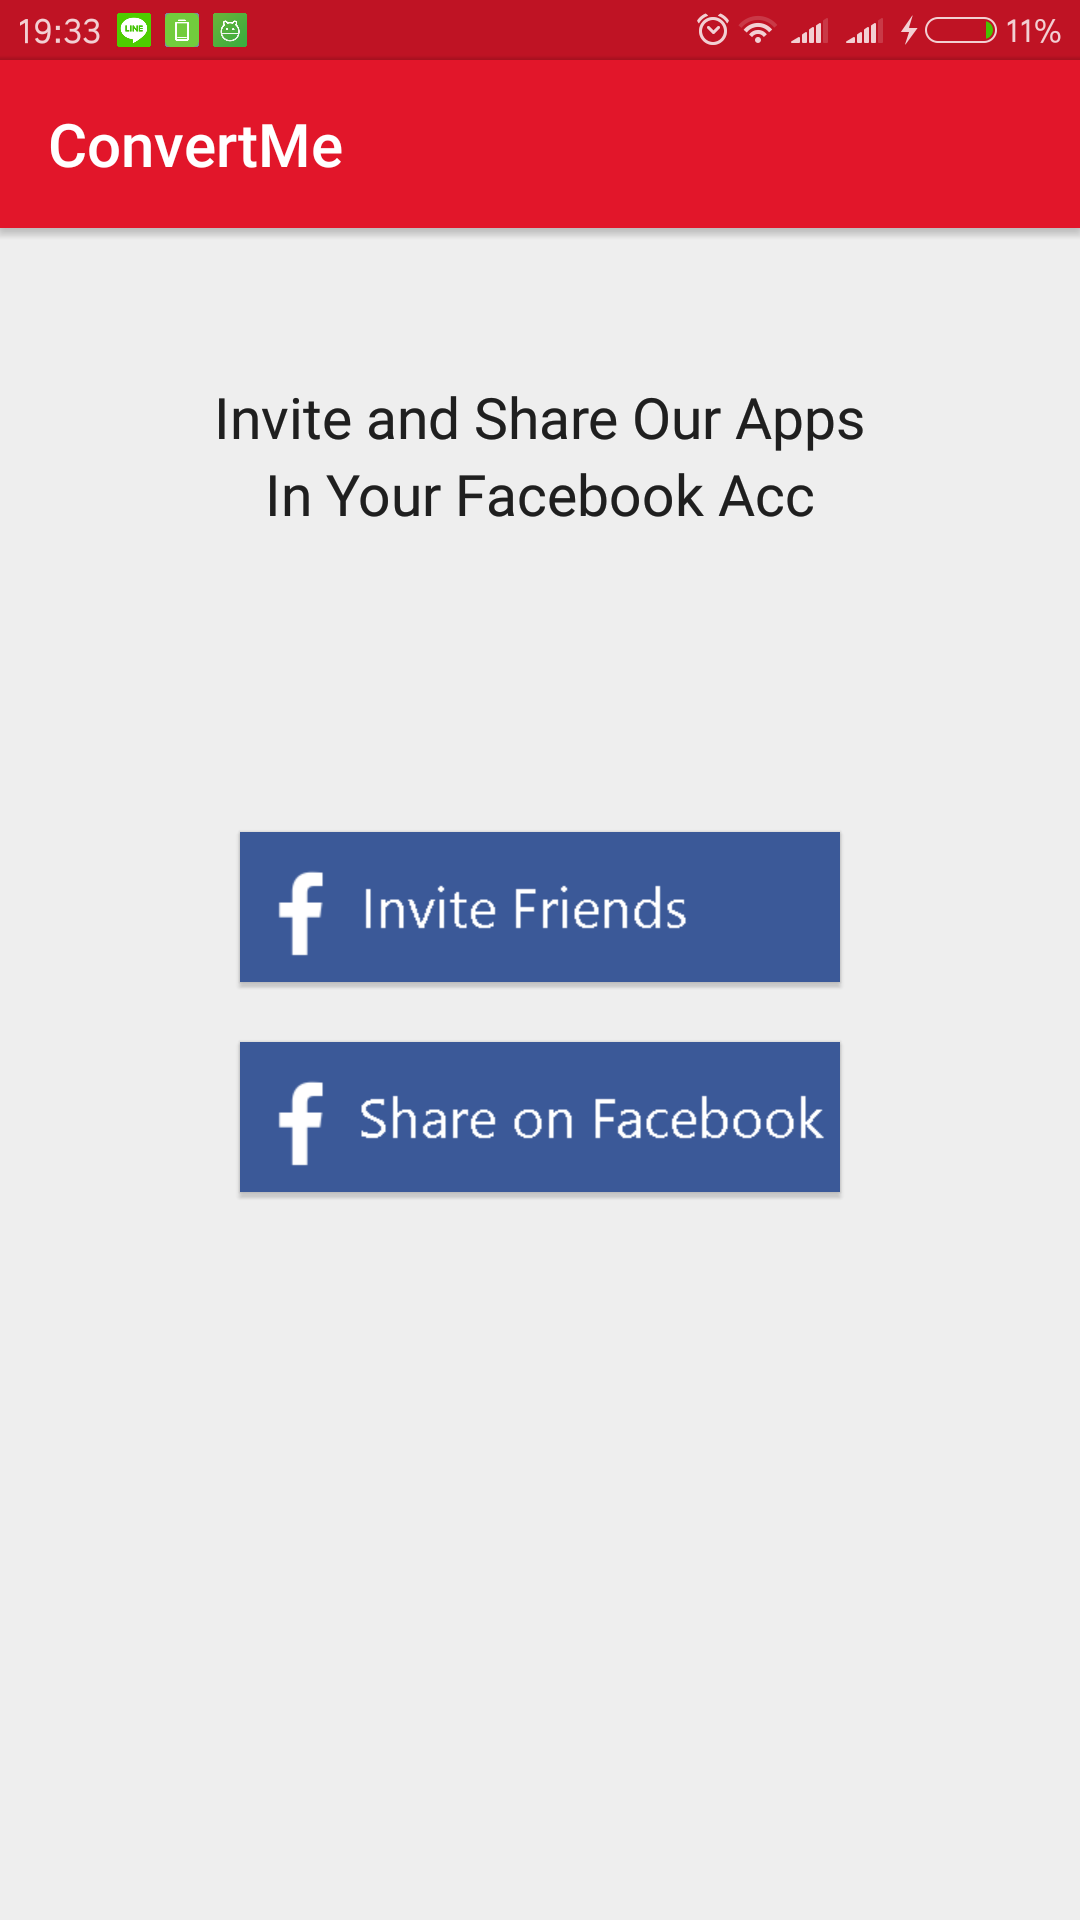 19:33 LINE 11%
ConvertMe
Invite and Share Our Apps
In Your Facebook Acc
f Invite Friends
f Share on Facebook